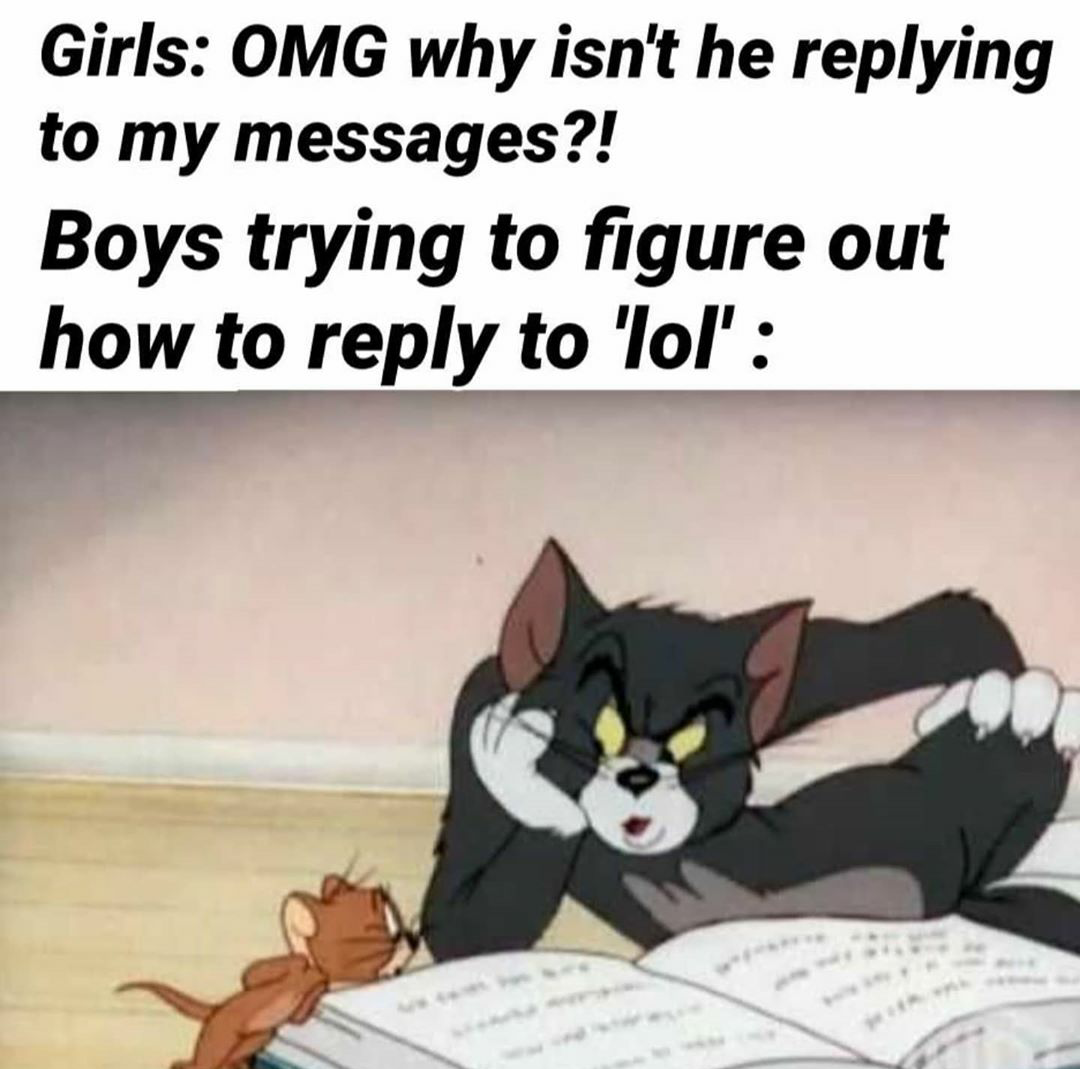 Girls: OMG why isn't he replying
to my messages?!
Boys trying to figure out
how to reply to 'lol' :